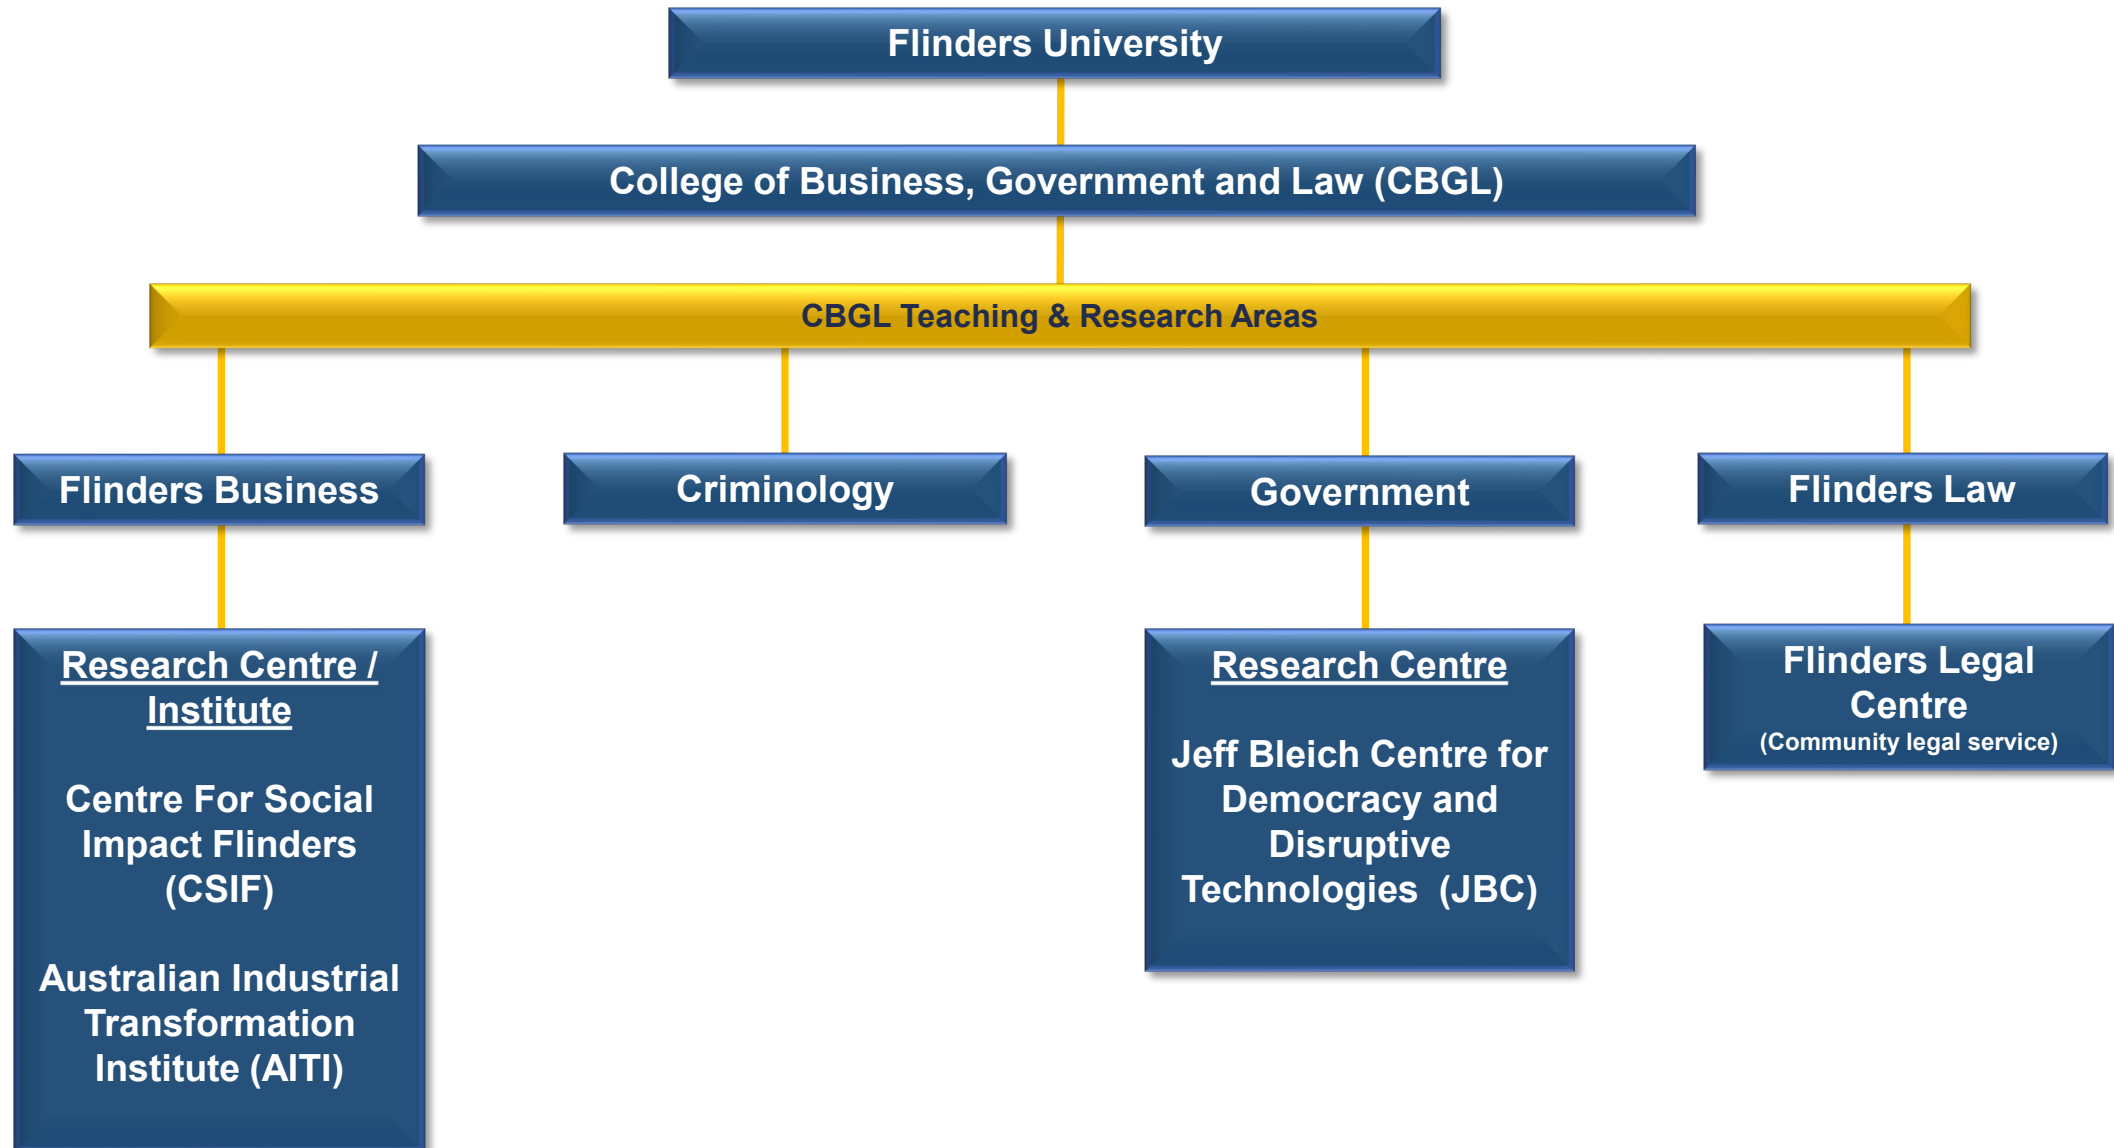 Flinders University
College of Business, Government and Law (CBGL)
CBGL Teaching & Research Areas
Flinders Business
Criminology
Government
Flinders Law
Research Centre /
Institute
Centre For Social
Impact Flinders
(CSIF)
Australian Industrial
Transformation
Institute (AITI)
Research Centre
Jeff Bleich Centre for
Democracy and
Disruptive
Technologies  (JBC)
Flinders Legal
Centre
(Community legal service)